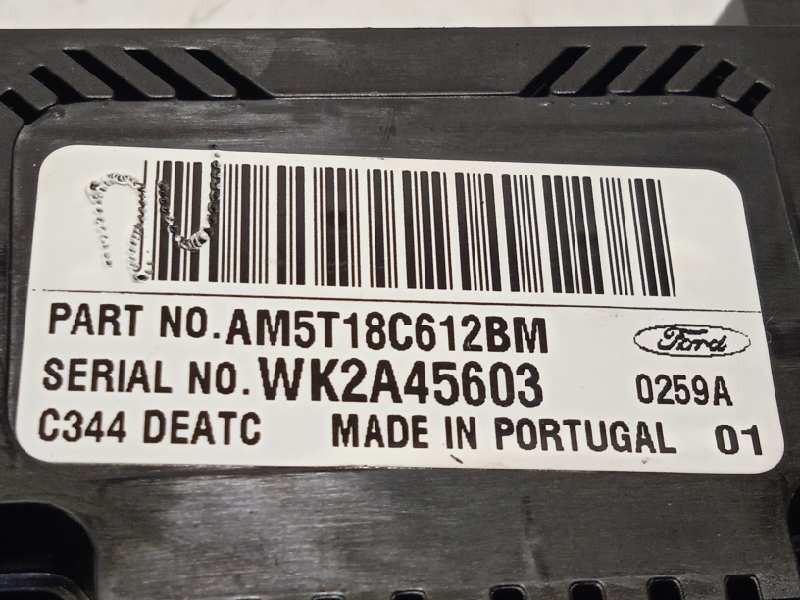 PART NO. AM5T18C612BM
Ford
SERIAL NO. WK2A45603 0259A
C344 DEATC MADE IN PORTUGAL 01